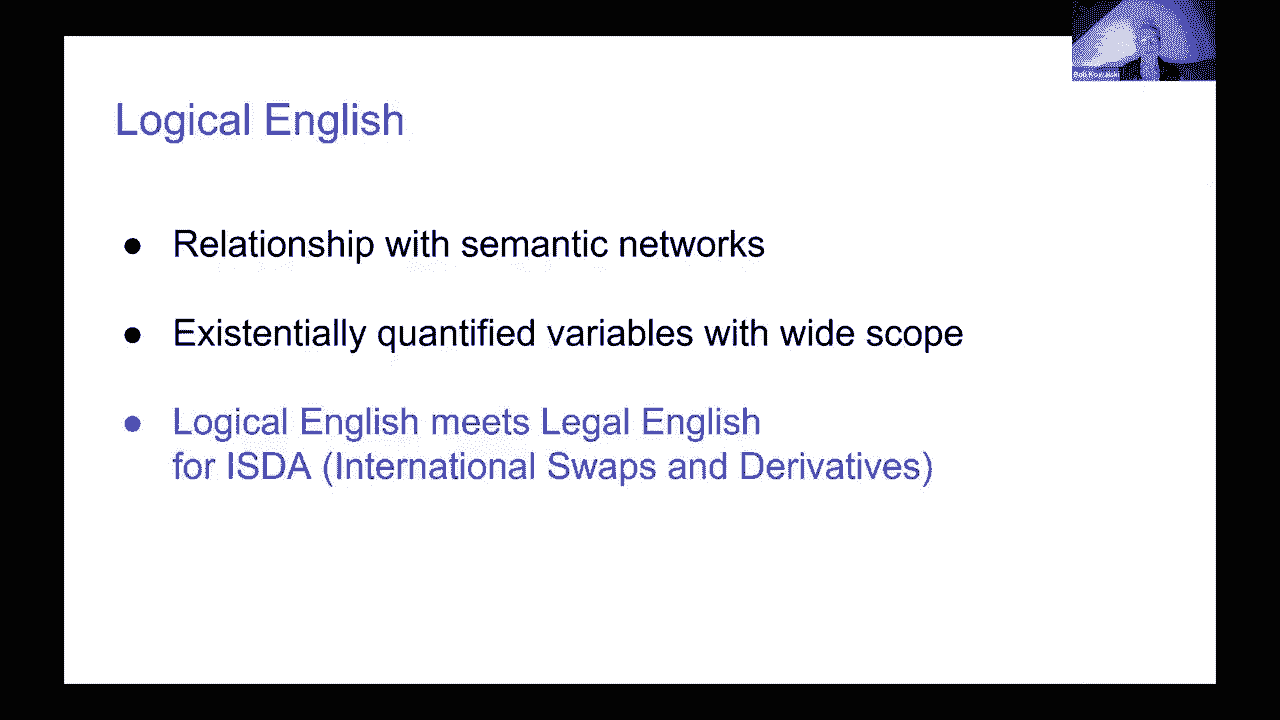 Bob Kowalski
Logical English
● Relationship with semantic networks
● Existentially quantified variables with wide scope
● Logical English meets Legal English
for ISDA (International Swaps and Derivatives)